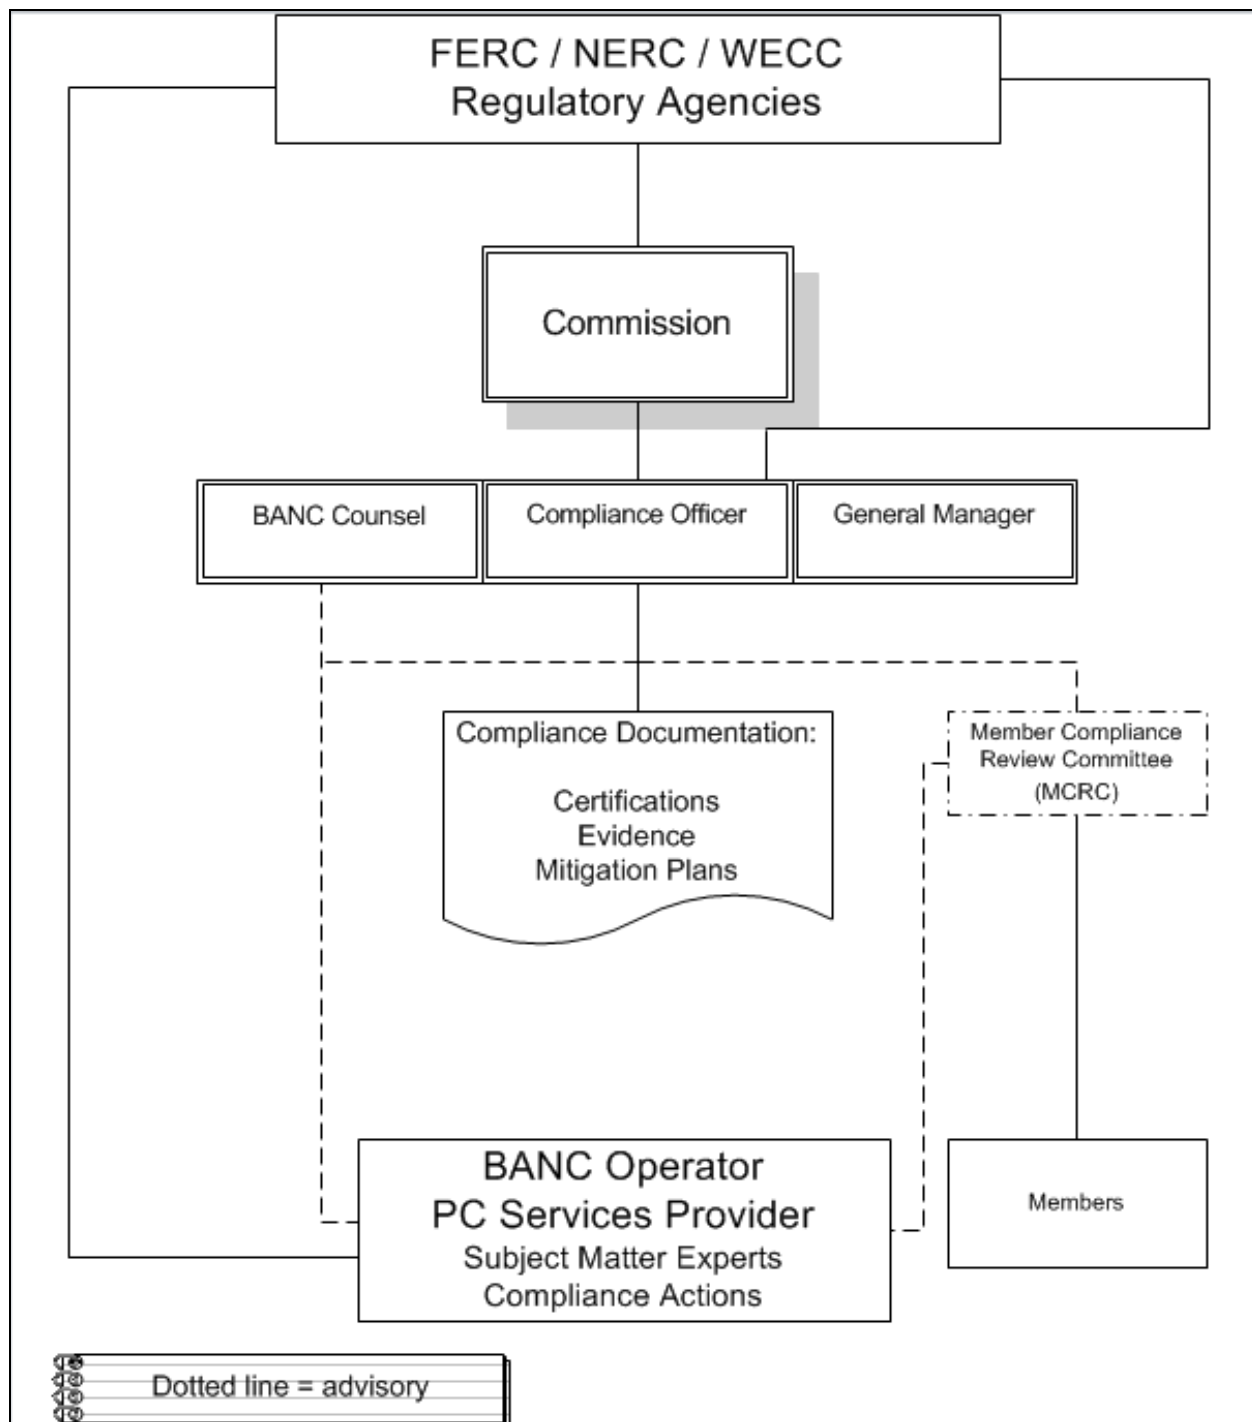 FERC / NERC / WECC
Regulatory Agencies
Commission
BANC Counsel
Compliance Officer
General Manager
Compliance Documentation:
Certifications
Evidence
Mitigation Plans
Member Compliance
Review Committee
(MCRC)
BANC Operator
PC Services Provider
Subject Matter Experts
Compliance Actions
Members
Dotted line = advisory